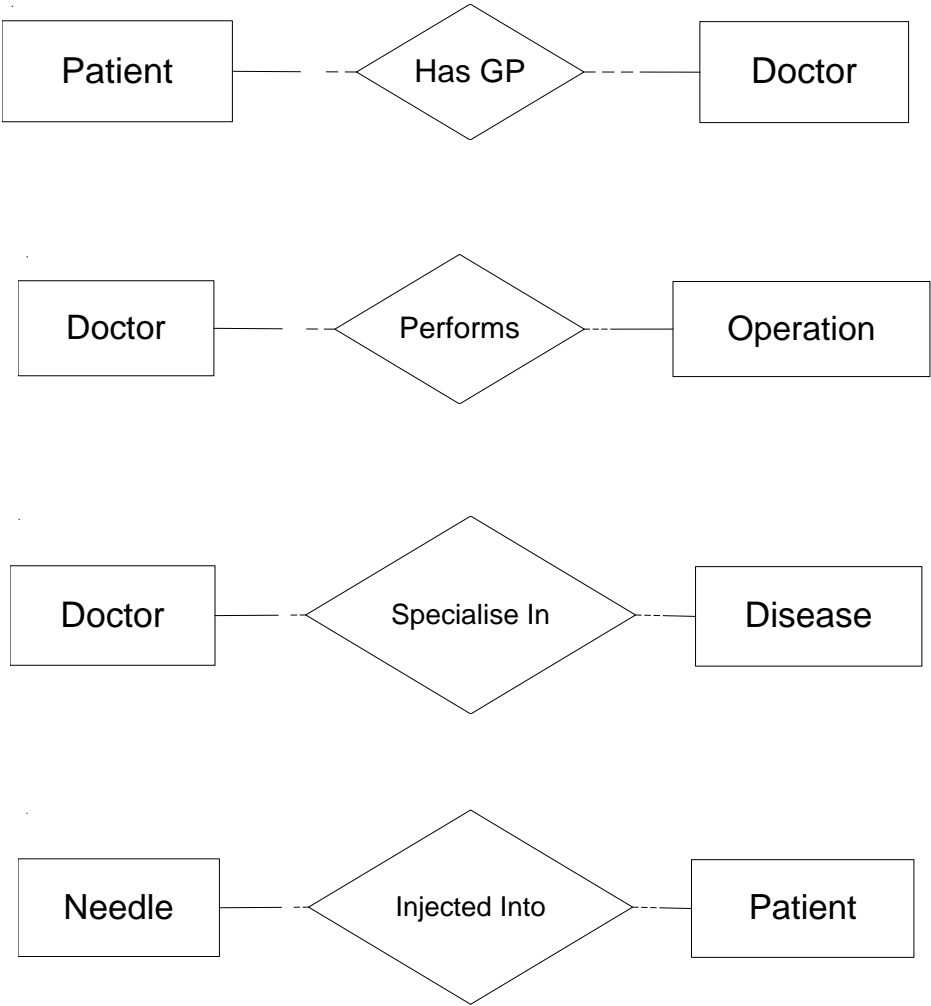 Patient Has GP Doctor
Doctor Performs Operation
Doctor Specialise In Disease
Needle Injected Into Patient